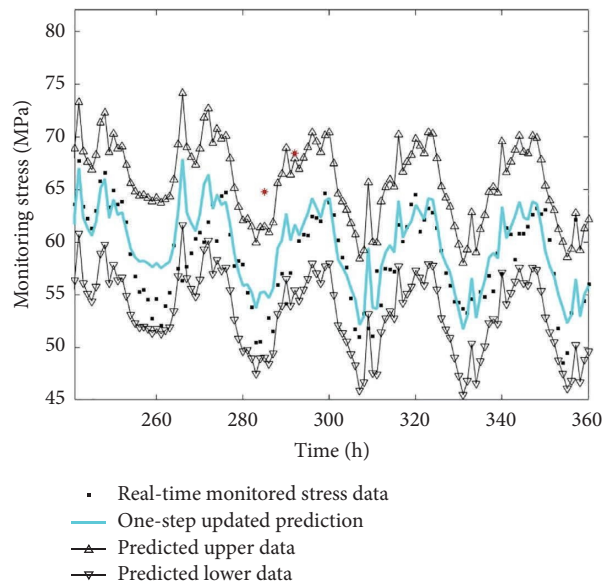 80
75
70
65
60
55
50
45
Monitoring stress (MPa)
260 280 300 320 340 360
Time (h)
Real-time monitored stress data
One-step updated prediction
Predicted upper data
Predicted lower data